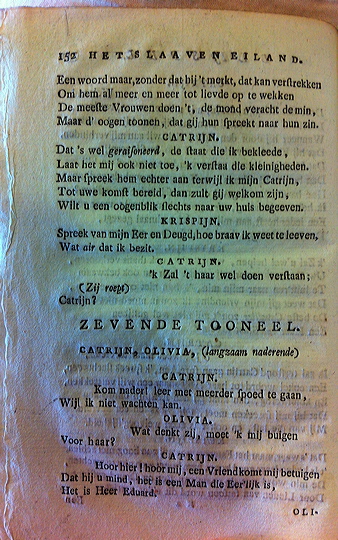 152 HET SLAAVEN EILAND.
Een woord maar, zonder dat hij 't merkt, dat kan verstrekken
Om hem al meer en meer tot lievde op te wekken
De meeste Vrouwen doen 't, de mond veracht de min,
Maar d' oogen toonen, dat gij hun spreekt naar hun zin.
CATRIJN.
Dat 's wel geraisoneerd, de staat die ik bekleede,
Laat het mij ook niet toe, 'k verstaa die kleinigheden.
Maar spreek hem echter aan terwijl ik mijn Catrijn,
Tot uwe komst bereid, dan zult gij welkom zijn,
Wilt u een oogenblik slechts naar uw huis begeeven.
KRISPIJN.
Spreek van mijn Eer en Deugd, hoe braav ik weet te leeven,
Wat air dat ik bezit.
CATRIJN.
'k Zal 't haar wel doen verstaan;
(Zij roept)
Catrijn?
ZEVENDE TOONEEL.
CATRIJN, OLIVIA, (langzaam naderende)
CATRIJN.
Kom nader! leer met meerder spoed te gaan,
Wijl ik niet wachten kan.
OLIVIA.
Wat denkt zij, moet 'k mij buigen
Voor haar?
CATRIJN.
Hoor hier! hoor mij, een Vriend komt mij betuigen
Dat hij u mind, het is een Man die Eer'lijk is,
Het is Heer Eduard.
OLI-